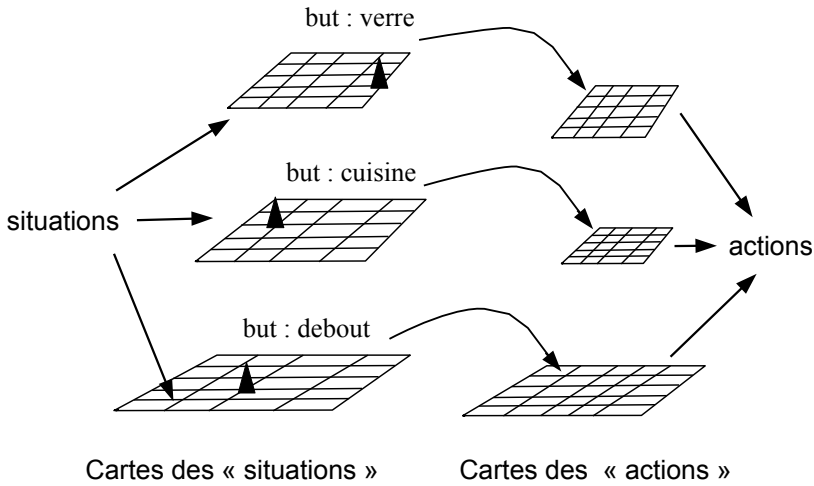 but : verre
but : cuisine
situations
actions
but : debout
Cartes des « situations »
Cartes des « actions »